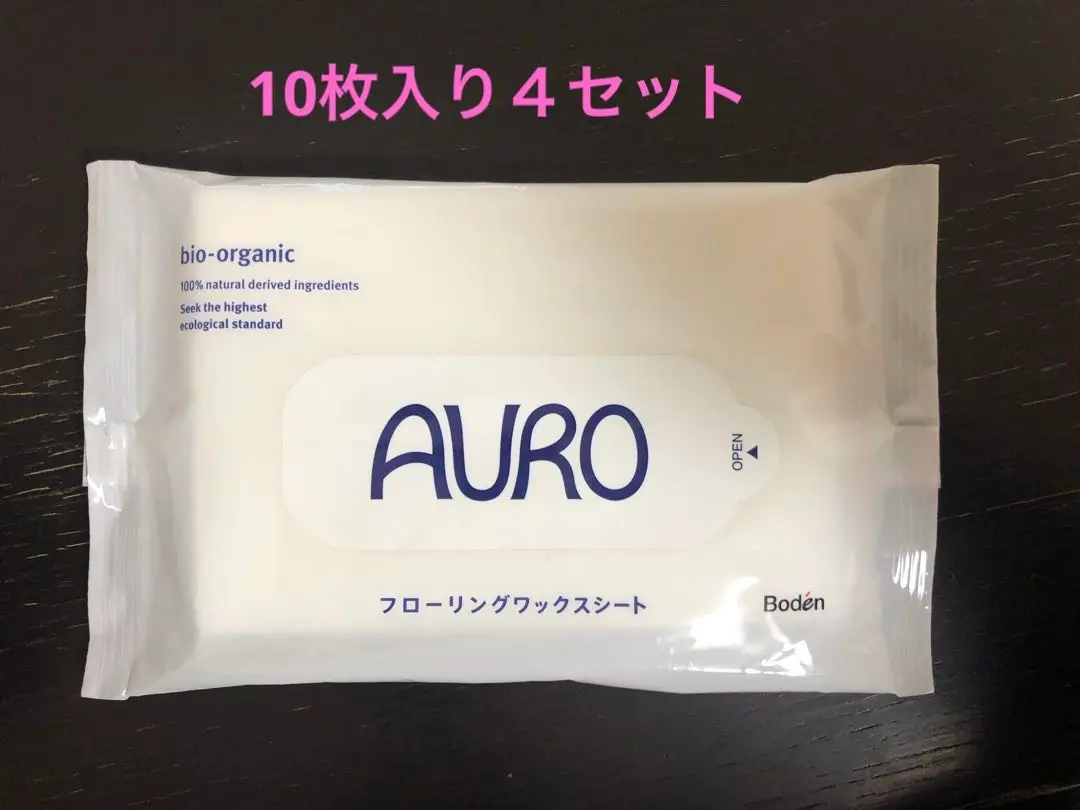 10枚入り４セット
bio-organic
100% natural derived ingredients
Seek the highest
ecological standard
AURO
OPEN
フローリングワックスシート
Bodén